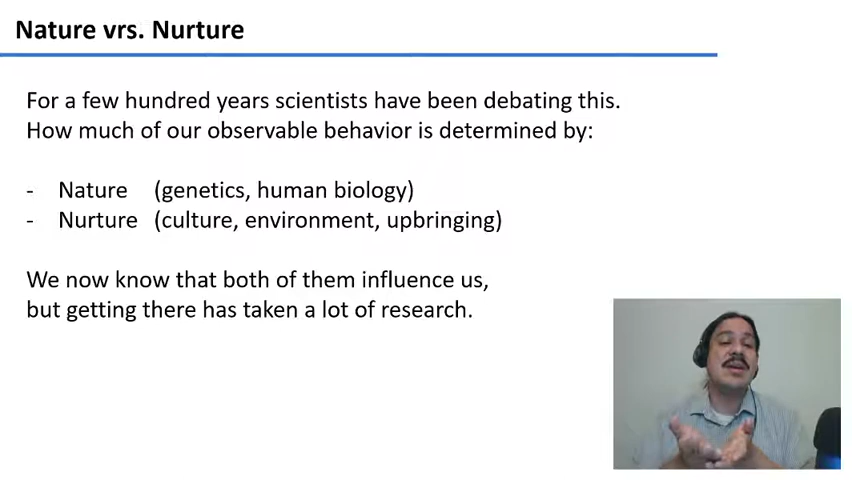 Nature vrs. Nurture
For a few hundred years scientists have been debating this.
How much of our observable behavior is determined by:
- Nature (genetics, human biology)
- Nurture (culture, environment, upbringing)
We now know that both of them influence us,
but getting there has taken a lot of research.